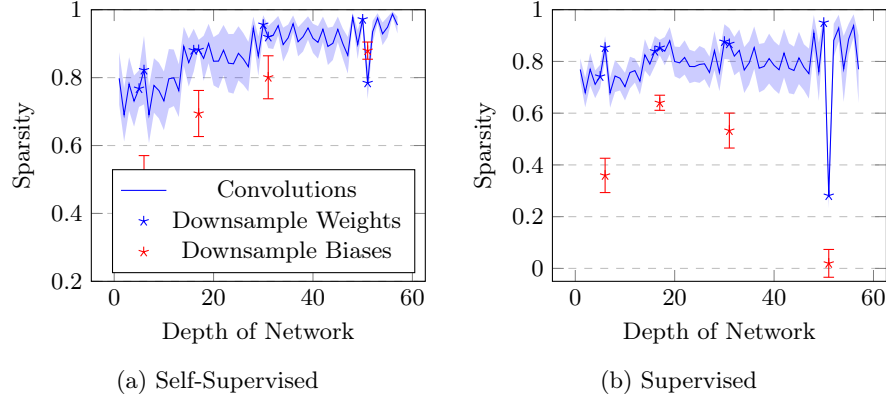 1
0.8
0.6
0.4
0.2
Sparsity
0
20
40
60
Depth of Network
Convolutions
Downsample Weights
Downsample Biases
(a) Self-Supervised
1
0.8
0.6
0.4
0.2
0
Sparsity
0
20
40
60
Depth of Network
(b) Supervised